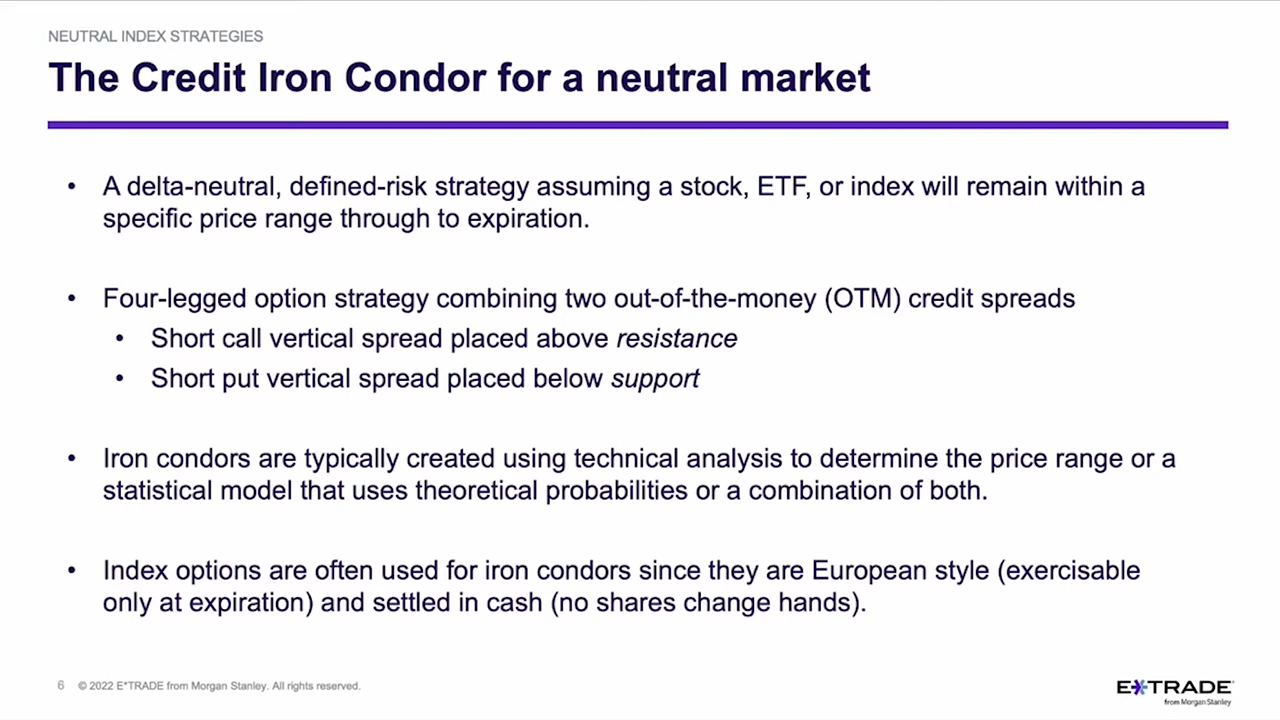 NEUTRAL INDEX STRATEGIES
The Credit Iron Condor for a neutral market
• A delta-neutral, defined-risk strategy assuming a stock, ETF, or index will remain within a
specific price range through to expiration.
• Four-legged option strategy combining two out-of-the-money (OTM) credit spreads
• Short call vertical spread placed above resistance
• Short put vertical spread placed below support
• Iron condors are typically created using technical analysis to determine the price range or a
statistical model that uses theoretical probabilities or a combination of both.
• Index options are often used for iron condors since they are European style (exercisable
only at expiration) and settled in cash (no shares change hands).
6 © 2022 E*TRADE from Morgan Stanley. All rights reserved.
E*TRADE
from Morgan Stanley